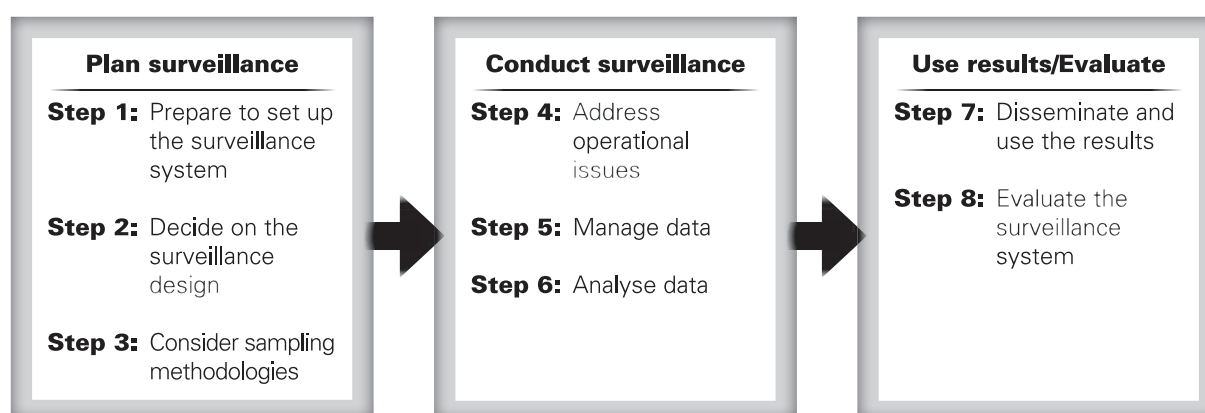 Plan surveillance
Step 1: Prepare to set up
the surveillance
system
Step 2: Decide on the
surveillance
design
Step 3: Consider sampling
methodologies
Conduct surveillance
Step 4: Address
operational
issues
Step 5: Manage data
Step 6: Analyse data
Use results/Evaluate
Step 7: Disseminate and
use the results
Step 8: Evaluate the
surveillance
system